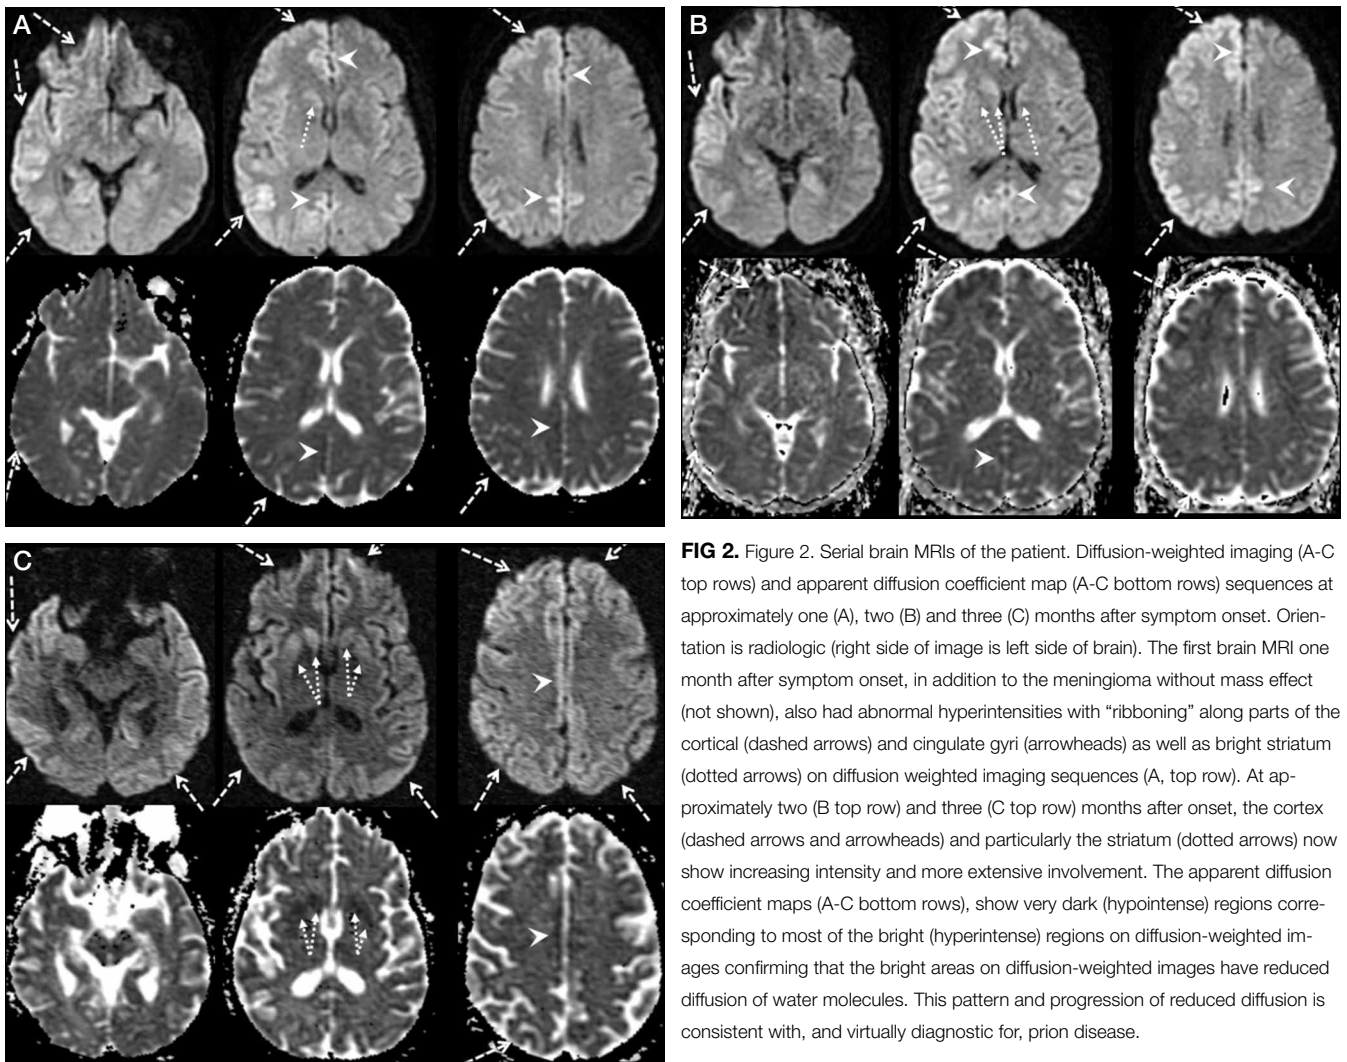 A
B
C
FIG 2. Figure 2. Serial brain MRIs of the patient. Diffusion-weighted imaging (A-C
top rows) and apparent diffusion coefficient map (A-C bottom rows) sequences at
approximately one (A), two (B) and three (C) months after symptom onset. Orien-
tation is radiologic (right side of image is left side of brain). The first brain MRI one
month after symptom onset, in addition to the meningioma without mass effect
(not shown), also had abnormal hyperintensities with “ribboning” along parts of the
cortical (dashed arrows) and cingulate gyri (arrowheads) as well as bright striatum
(dotted arrows) on diffusion weighted imaging sequences (A, top row). At ap-
proximately two (B top row) and three (C top row) months after onset, the cortex
(dashed arrows and arrowheads) and particularly the striatum (dotted arrows) now
show increasing intensity and more extensive involvement. The apparent diffusion
coefficient maps (A-C bottom rows), show very dark (hypointense) regions corre-
sponding to most of the bright (hyperintense) regions on diffusion-weighted im-
ages confirming that the bright areas on diffusion-weighted images have reduced
diffusion of water molecules. This pattern and progression of reduced diffusion is
consistent with, and virtually diagnostic for, prion disease.